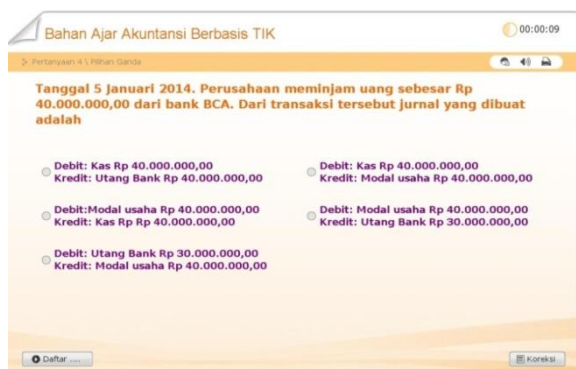 Bahan Ajar Akuntansi Berbasis TIK
00:00:09
Pertanyaan 4 \ Pilihan Ganda
Tanggal 5 Januari 2014. Perusahaan meminjam uang sebesar Rp
40.000.000,00 dari bank BCA. Dari transaksi tersebut jurnal yang dibuat
adalah
Debit: Kas Rp 40.000.000,00
Kredit: Utang Bank Rp 40.000.000,00
Debit: Kas Rp 40.000.000,00
Kredit: Modal usaha Rp 40.000.000,00
Debit:Modal usaha Rp 40.000.000,00
Kredit: Kas Rp Rp 40.000.000,00
Debit: Modal usaha Rp 40.000.000,00
Kredit: Utang Bank Rp 30.000.000,00
Debit: Utang Bank Rp 30.000.000,00
Kredit: Modal usaha Rp 40.000.000,00
Daftar ....
Koreksi